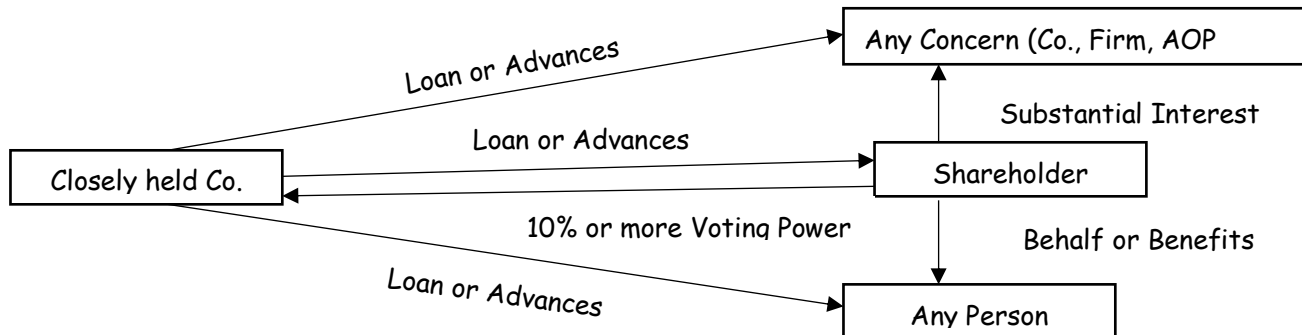 Any Concern (Co., Firm, AOP
Loan or Advances
Substantial Interest
Loan or Advances
Closely held Co.
Shareholder
10% or more Voting Power
Behalf or Benefits
Loan or Advances
Any Person